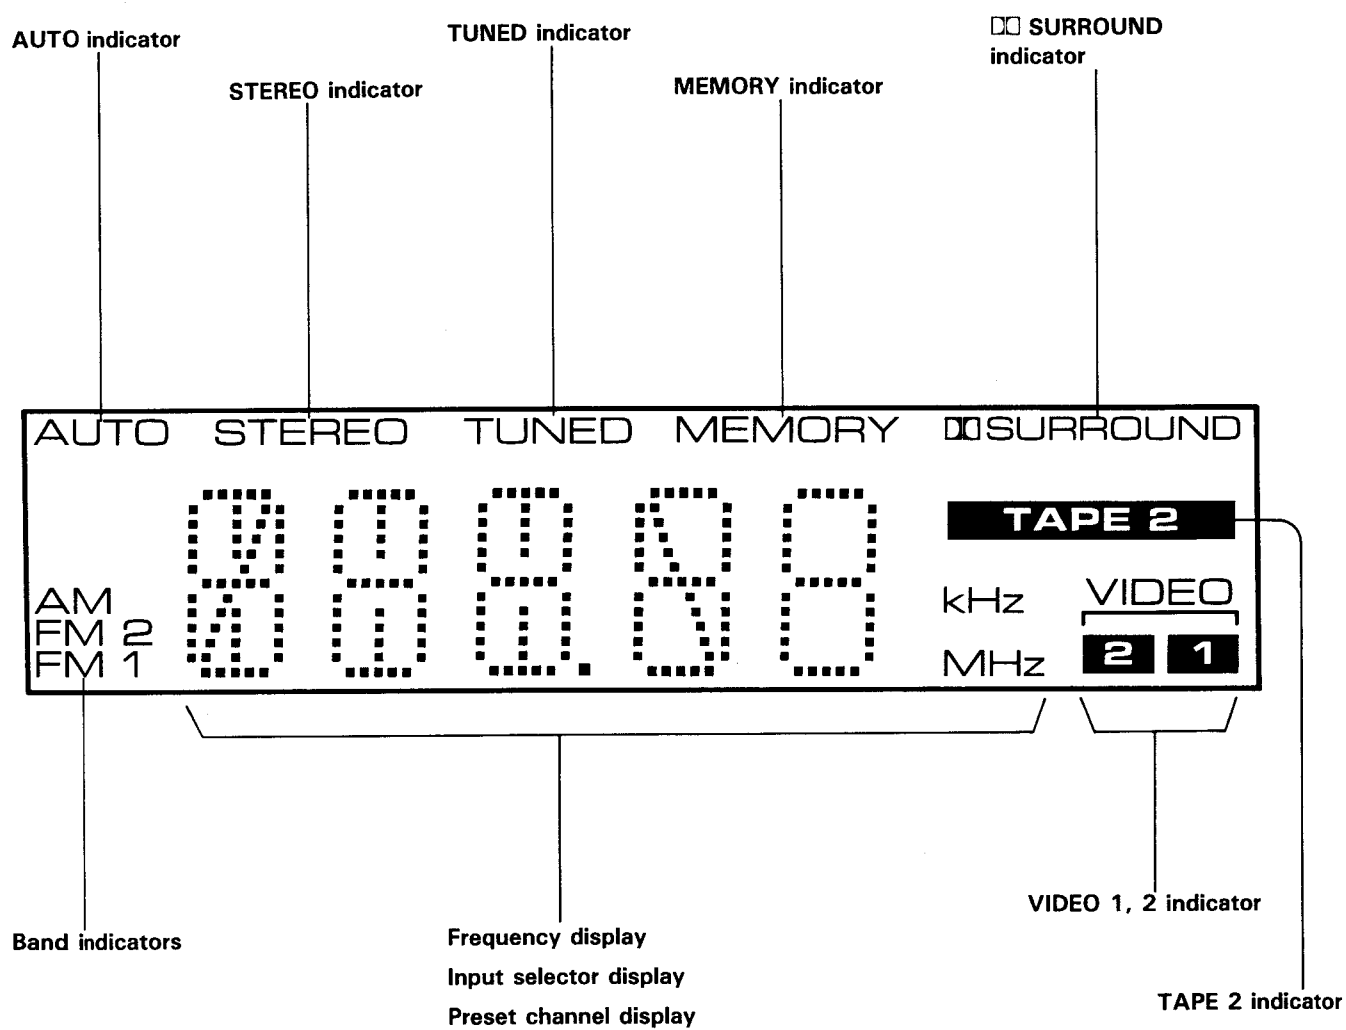 AUTO indicator
STEREO indicator
TUNED indicator
MEMORY indicator
SURROUND
indicator
AUTO STEREO TUNED MEMORY SURROUND
TAPE 2
AM
FM 2
FM 1
kHz
MHz
VIDEO
2 1
Band indicators
Frequency display
Input selector display
Preset channel display
VIDEO 1, 2 indicator
TAPE 2 indicator